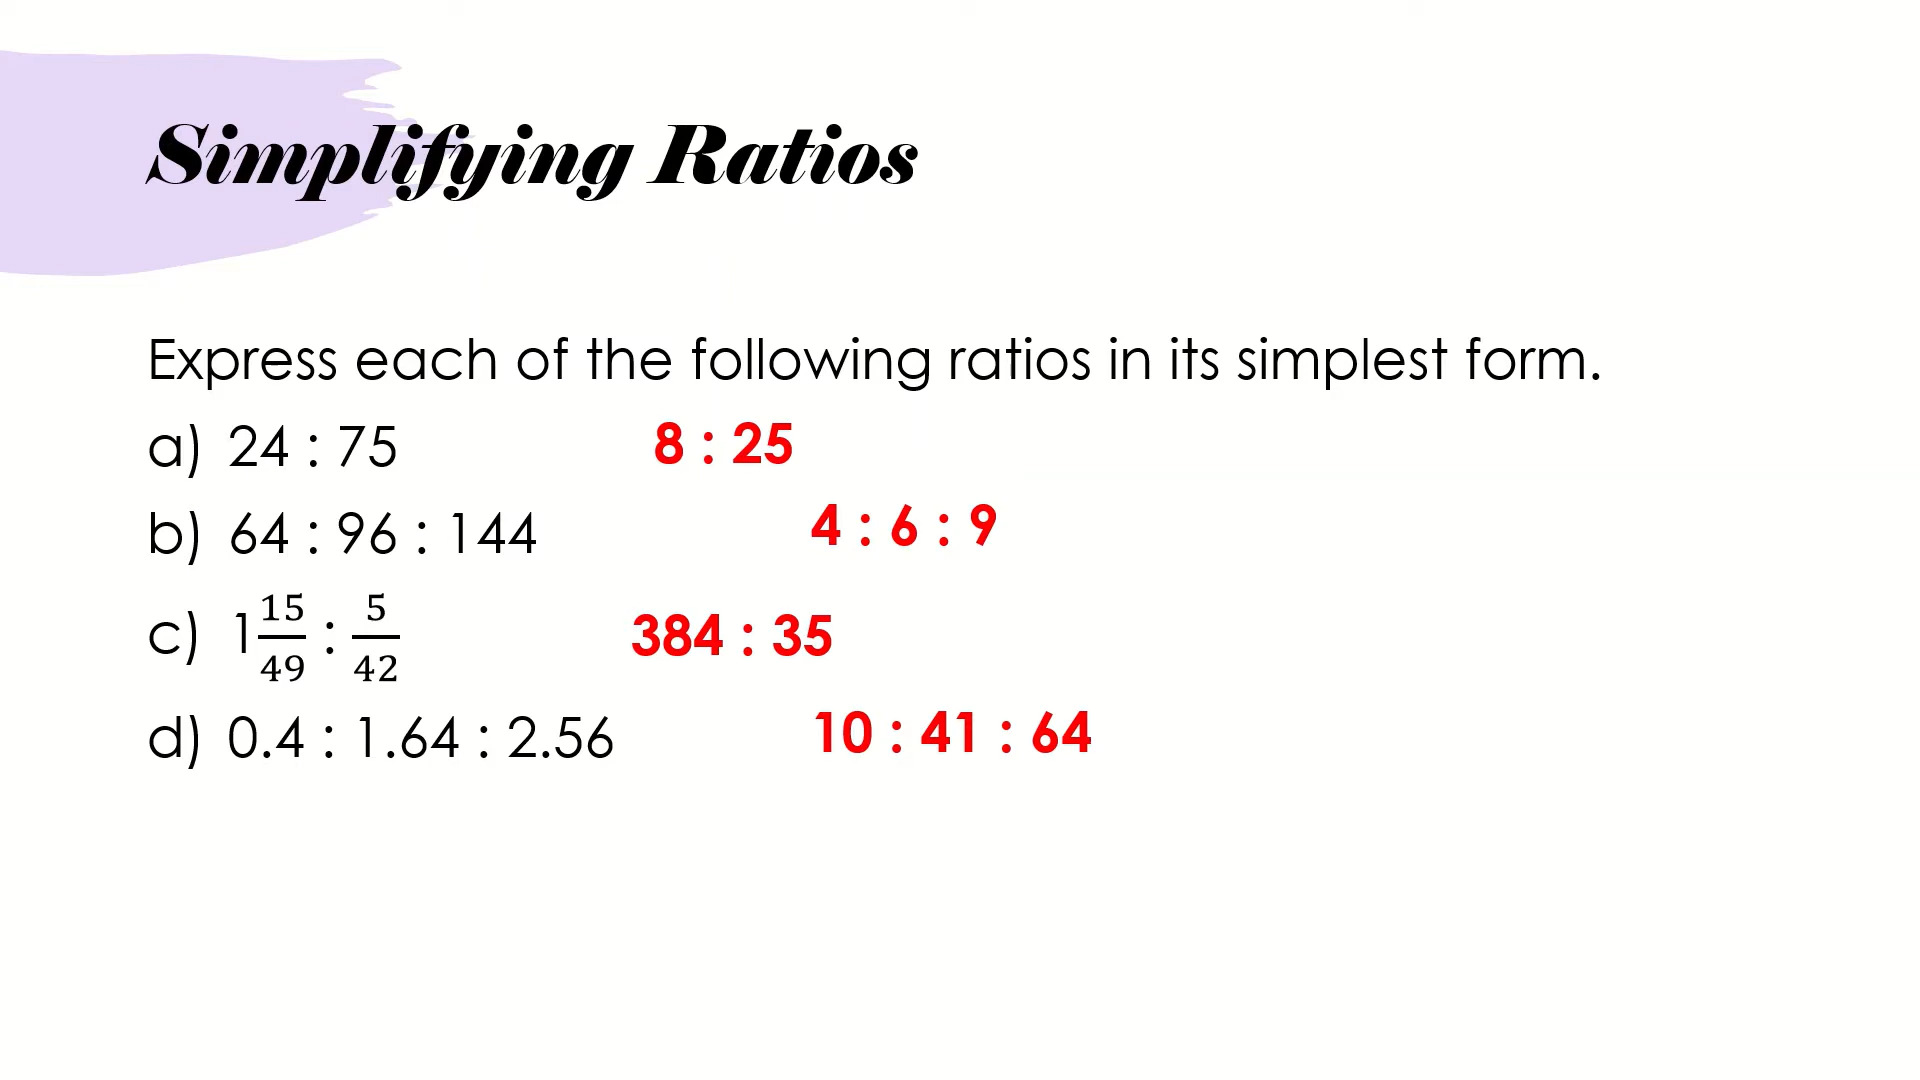 Simplifying Ratios
Express each of the following ratios in its simplest form.
a) 24 : 75 8 : 25
b) 64 : 96 : 144 4 : 6 : 9
c) 1 15/49 : 5/42 384 : 35
d) 0.4 : 1.64 : 2.56 10 : 41 : 64